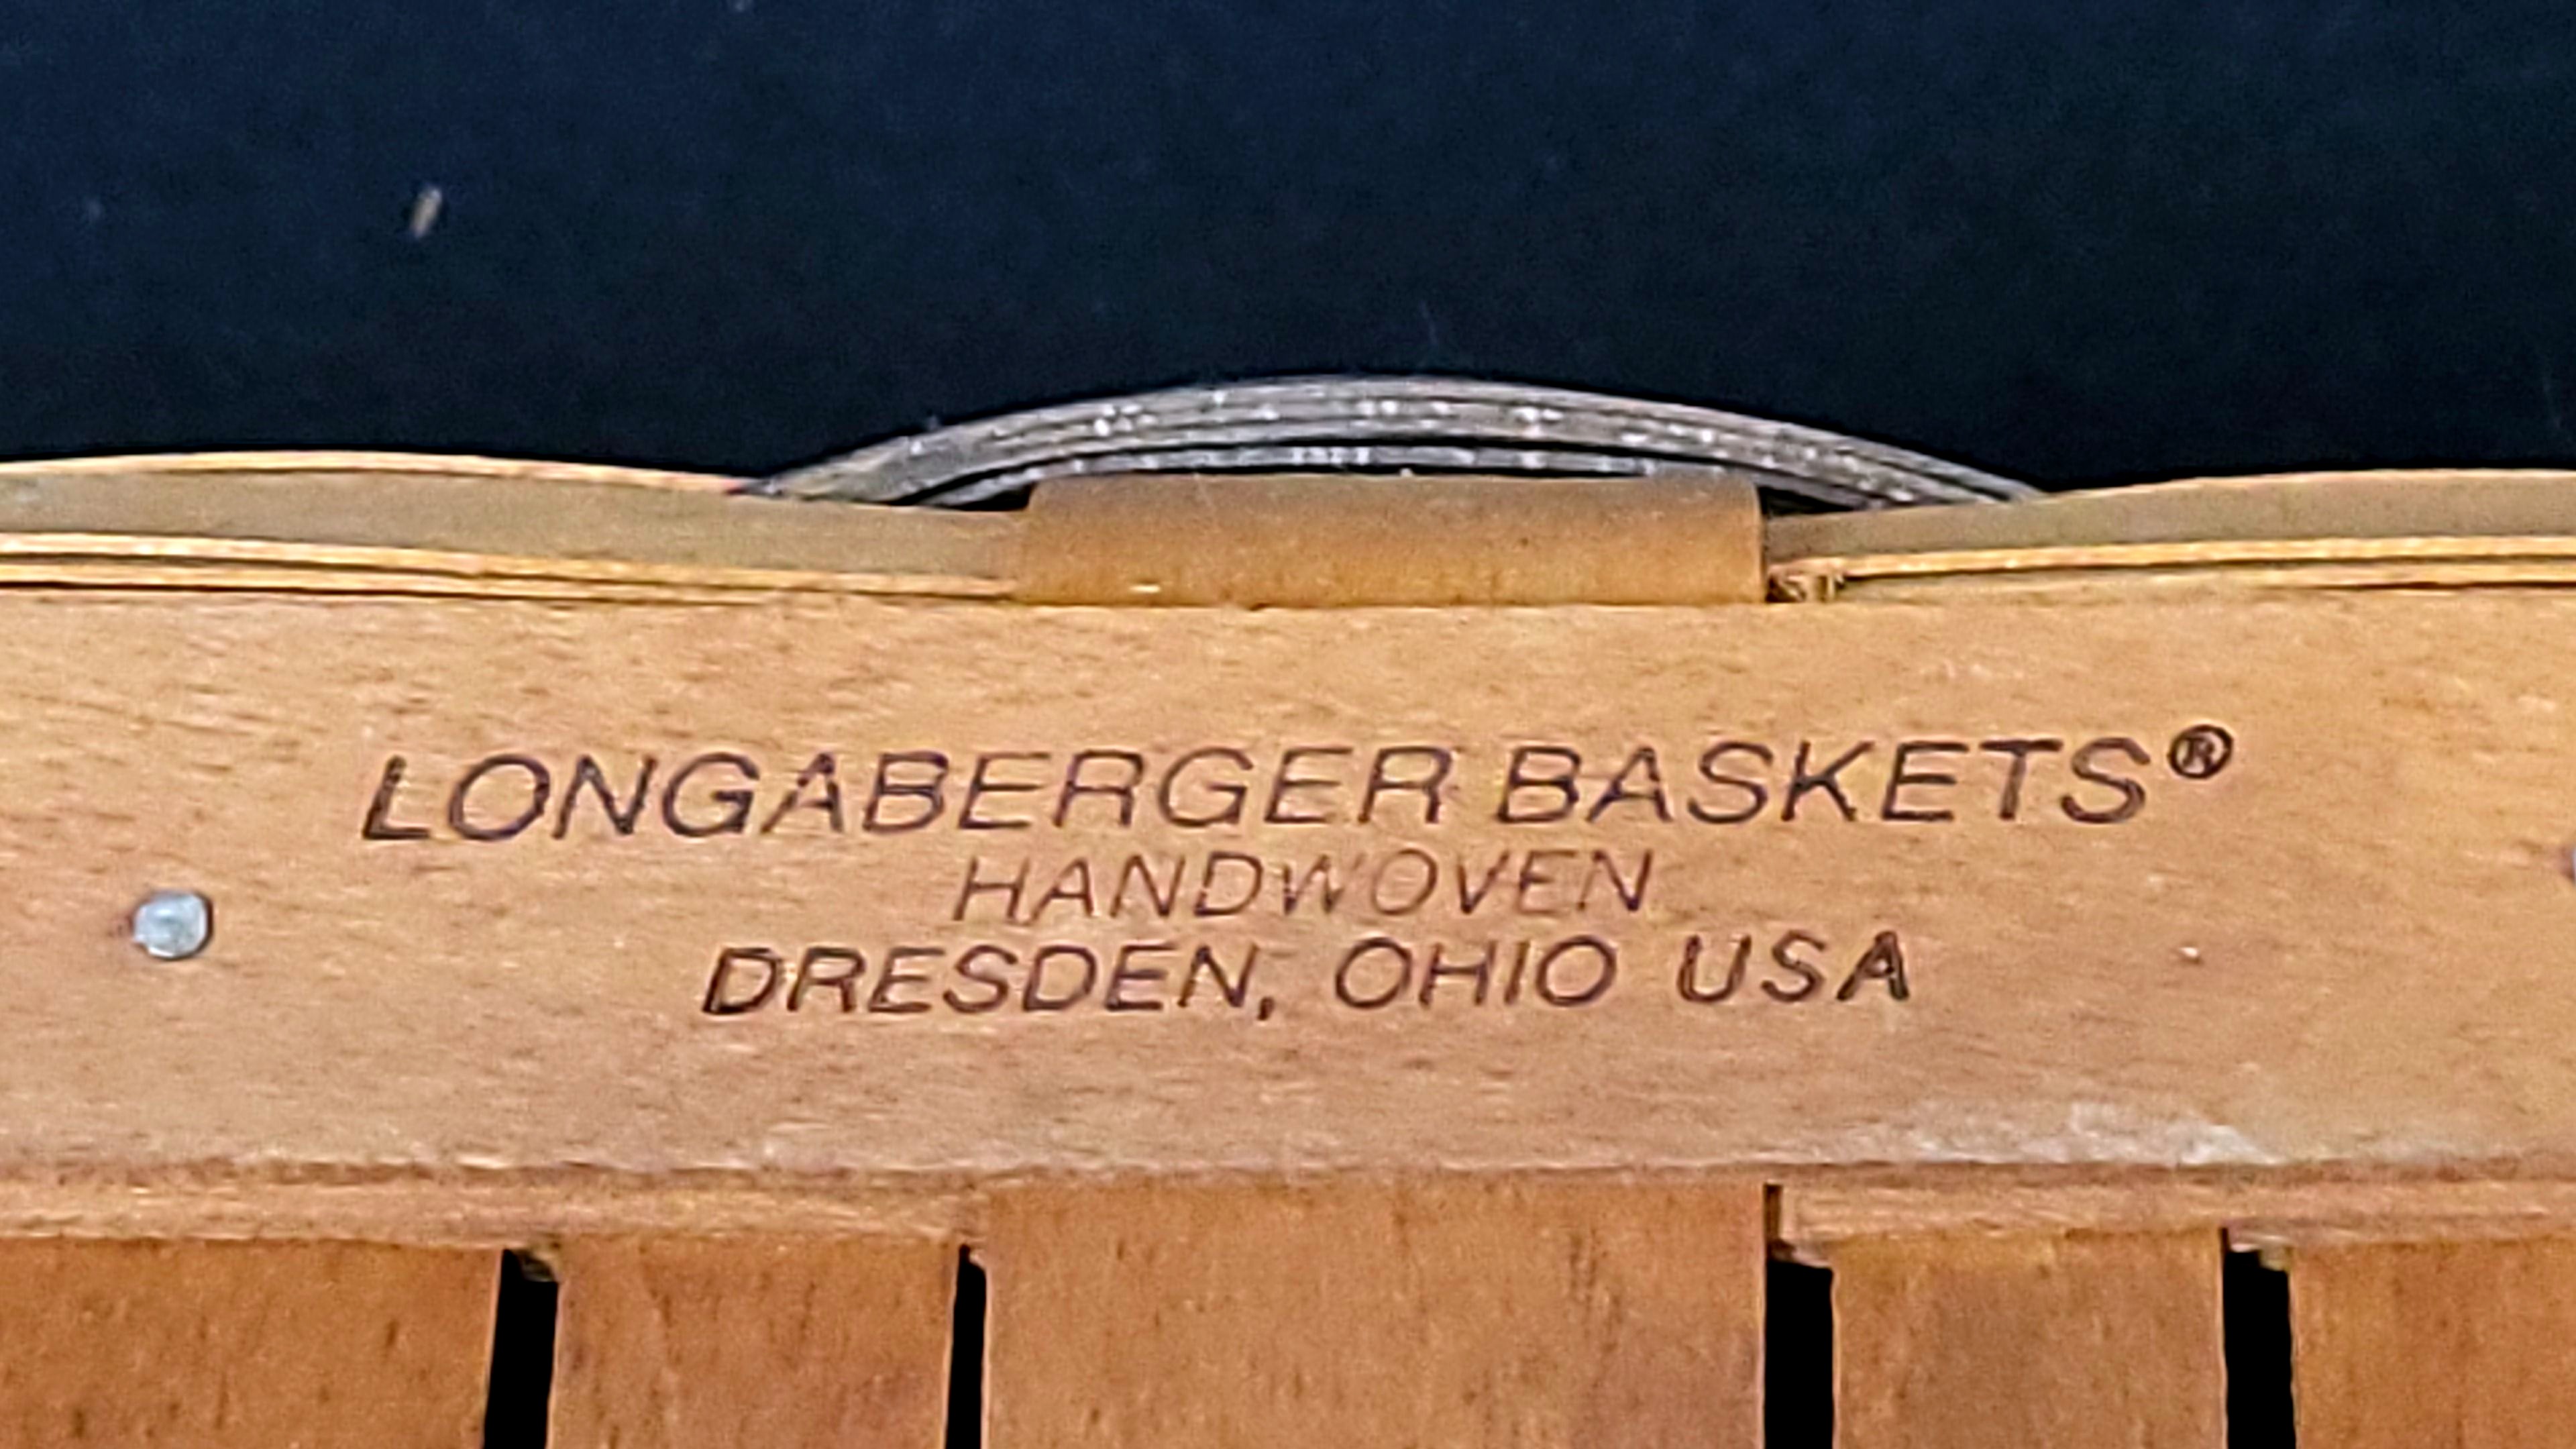 LONGABERGER BASKETS®
HANDWOVEN
DRESDEN, OHIO USA